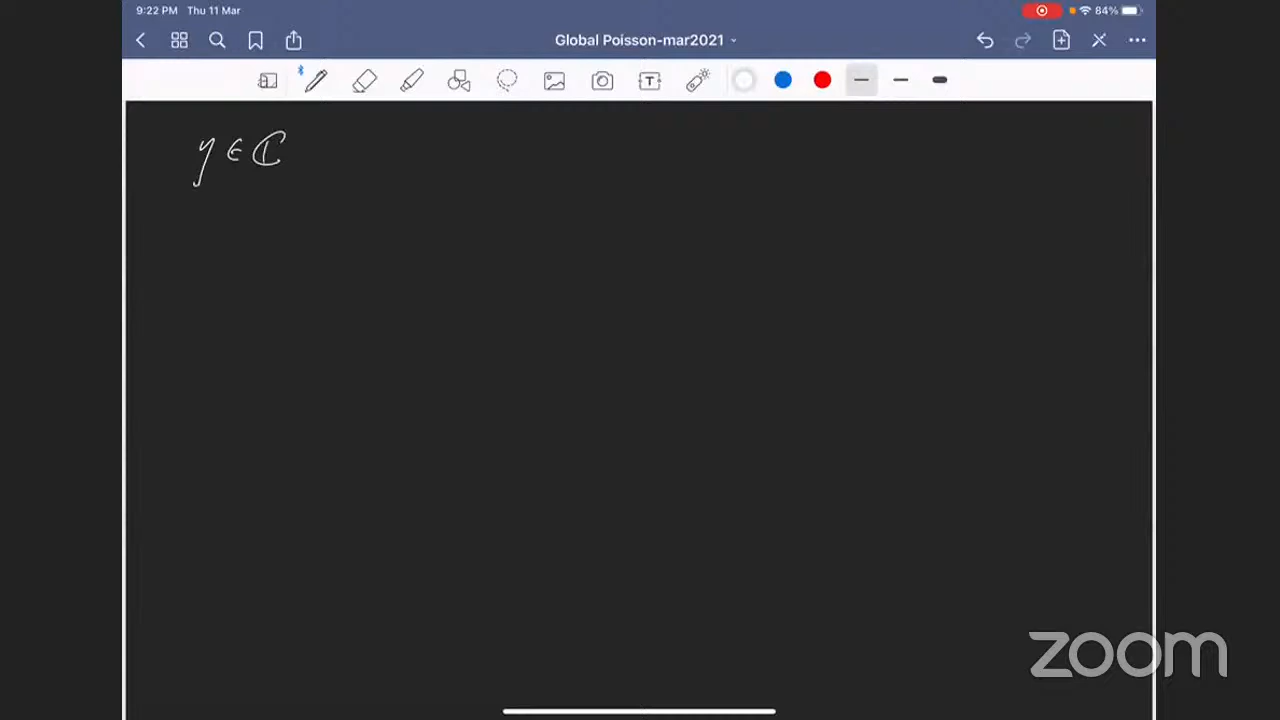 9:22 PM Thu 11 Mar
84%
Global Poisson-mar2021
T
η ∈ ℂ
zoom